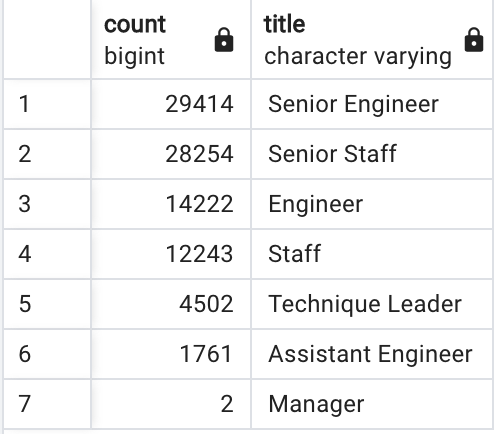 count title
bigint character varying
1 29414 Senior Engineer
2 28254 Senior Staff
3 14222 Engineer
4 12243 Staff
5 4502 Technique Leader
6 1761 Assistant Engineer
7 2 Manager